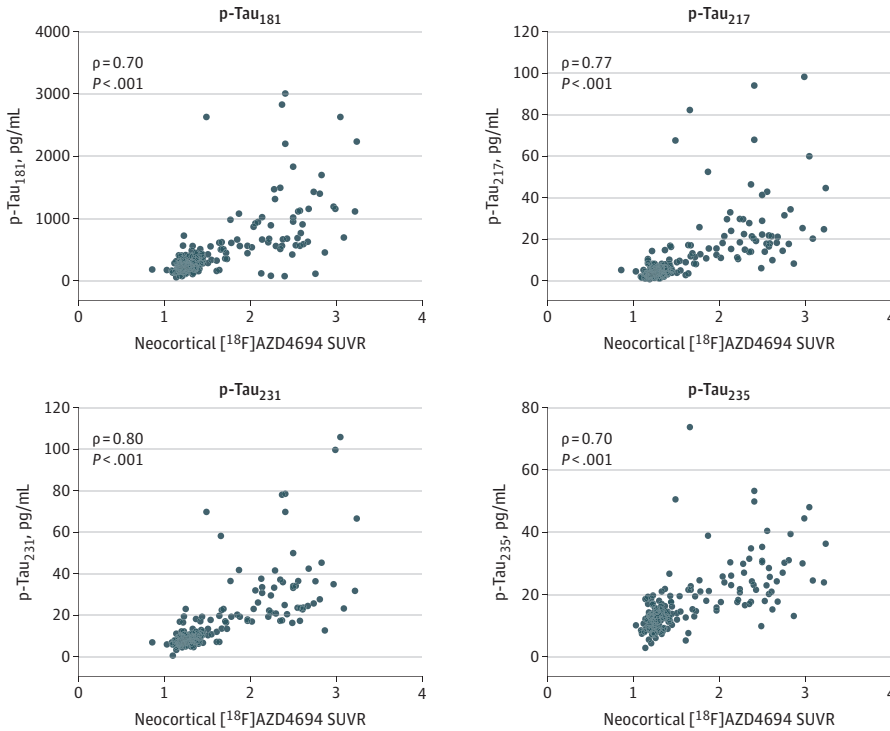 p-Tau181
4000
3000
2000
1000
0
p-Tau181, pg/mL
ρ = 0.70
P < .001
0 1 2 3 4
Neocortical [18F]AZD4694 SUVR
p-Tau217
120
100
80
60
40
20
0
p-Tau217, pg/mL
ρ = 0.77
P < .001
0 1 2 3 4
Neocortical [18F]AZD4694 SUVR
p-Tau231
120
100
80
60
40
20
0
p-Tau231, pg/mL
ρ = 0.80
P < .001
0 1 2 3 4
Neocortical [18F]AZD4694 SUVR
p-Tau235
80
60
40
20
0
p-Tau235, pg/mL
ρ = 0.70
P < .001
0 1 2 3 4
Neocortical [18F]AZD4694 SUVR